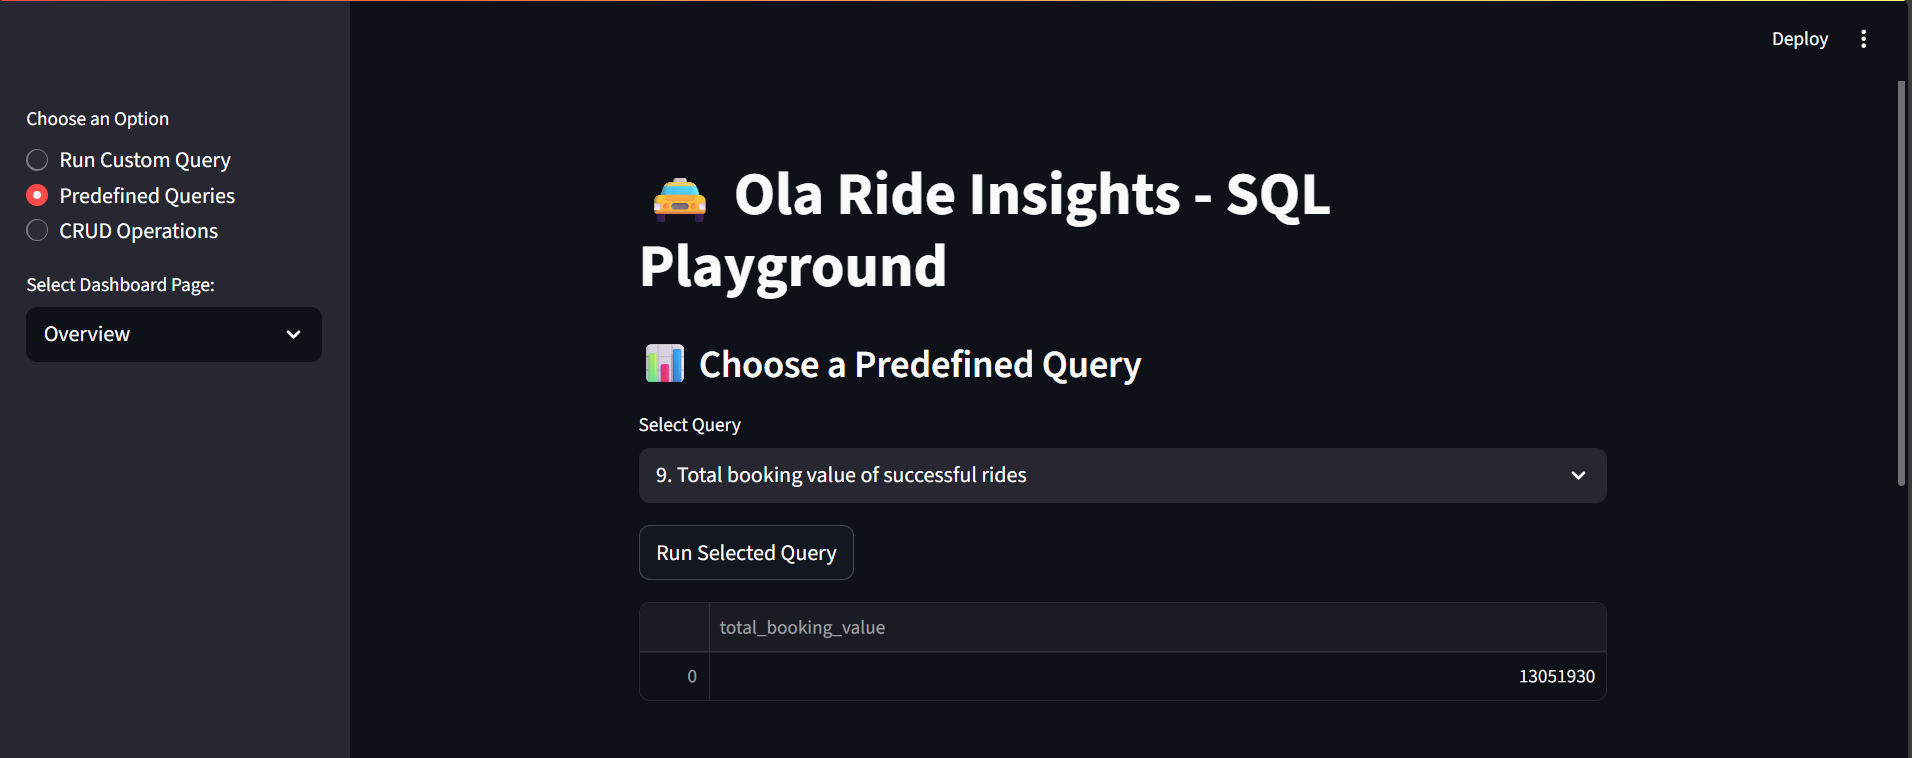 Deploy
Choose an Option
Run Custom Query
Predefined Queries
CRUD Operations
Select Dashboard Page:
Overview
Ola Ride Insights - SQL
Playground
Choose a Predefined Query
Select Query
9. Total booking value of successful rides
Run Selected Query
total_booking_value
0 13051930